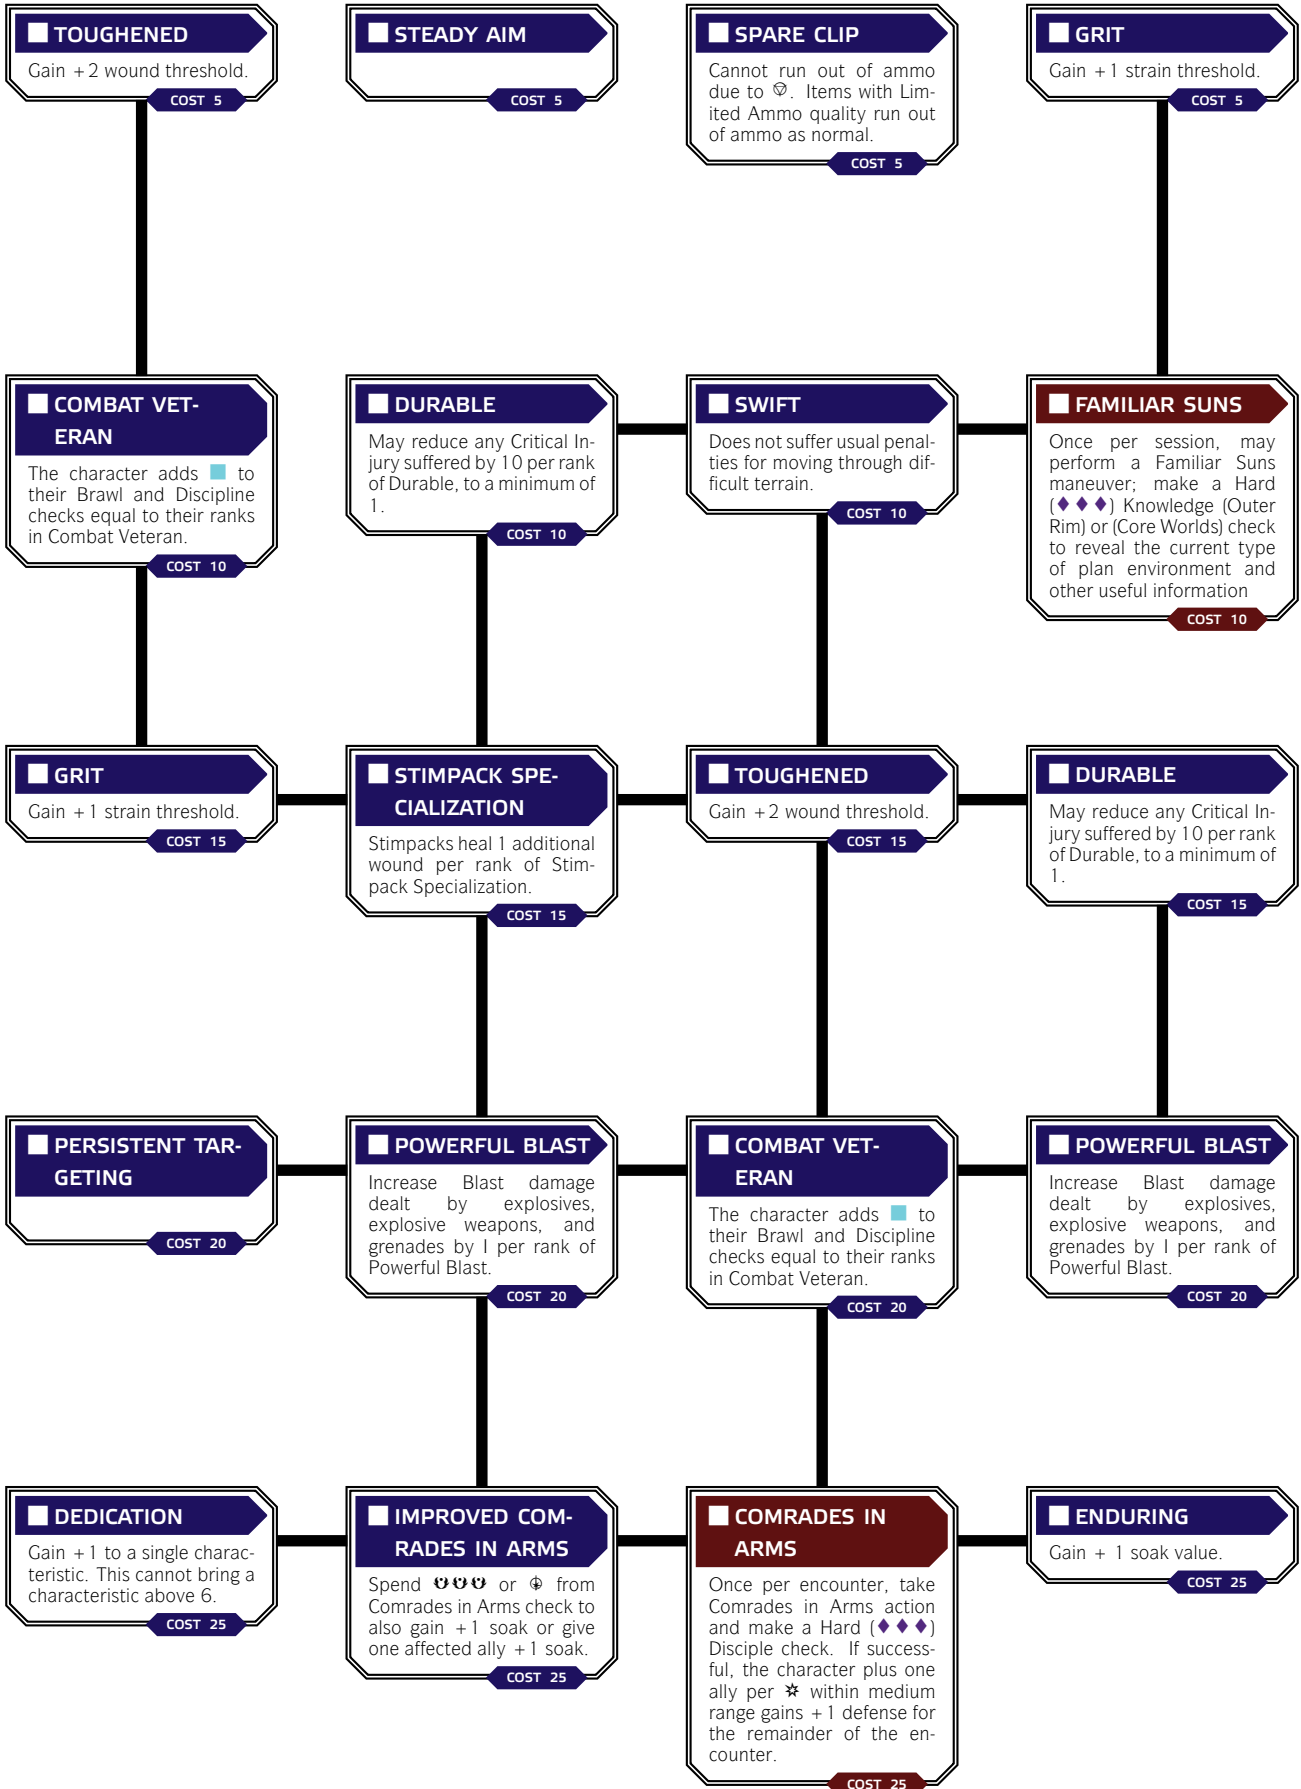 TOUGHENED
Gain +2 wound threshold.
COST 5
STEADY AIM
COST 5
SPARE CLIP
Cannot run out of ammo
due to. Items with Lim-
ited Ammo quality run out
of ammo as normal.
COST 5
GRIT
Gain +1 strain threshold.
COST 5
COMBAT VET-
ERAN
The character adds to
their Brawl and Discipline
checks equal to their ranks
in Combat Veteran.
COST 10
DURABLE
May reduce any Critical In-
jury suffered by 10 per rank
of Durable, to a minimum of
1.
COST 10
SWIFT
Does not suffer usual penal-
ties for moving through dif-
ficult terrain.
COST 10
FAMILIAR SUNS
Once per session, may
perform a Familiar Suns
maneuver; make a Hard
(♦♦♦) Knowledge (Outer
Rim) or (Core Worlds) check
to reveal the current type
of plan environment and
other useful information
COST 10
GRIT
Gain +1 strain threshold.
COST 15
STIMPACK SPE-
CIALIZATION
Stimpacks heal 1 additional
wound per rank of Stim-
pack Specialization.
COST 15
TOUGHENED
Gain +2 wound threshold.
COST 15
DURABLE
May reduce any Critical In-
jury suffered by 10 per rank
of Durable, to a minimum of
1.
COST 15
PERSISTENT TAR-
GETING
COST 20
POWERFUL BLAST
Increase Blast damage
dealt by explosives,
explosive weapons, and
grenades by I per rank of
Powerful Blast.
COST 20
COMBAT VET-
ERAN
The character adds to
their Brawl and Discipline
checks equal to their ranks
in Combat Veteran.
COST 20
POWERFUL BLAST
Increase Blast damage
dealt by explosives,
explosive weapons, and
grenades by I per rank of
Powerful Blast.
COST 20
DEDICATION
Gain +1 to a single charac-
teristic. This cannot bring a
characteristic above 6.
COST 25
IMPROVED COM-
RADES IN ARMS
Spend or from
Comrades in Arms check to
also gain +1 soak or give
one affected ally +1 soak.
COST 25
COMRADES IN
ARMS
Once per encounter, take
Comrades in Arms action
and make a Hard (♦♦♦)
Disciple check. If success-
ful, the character plus one
ally per within medium
range gains +1 defense for
the remainder of the en-
counter.
COST 25
ENDURING
Gain + 1 soak value.
COST 25